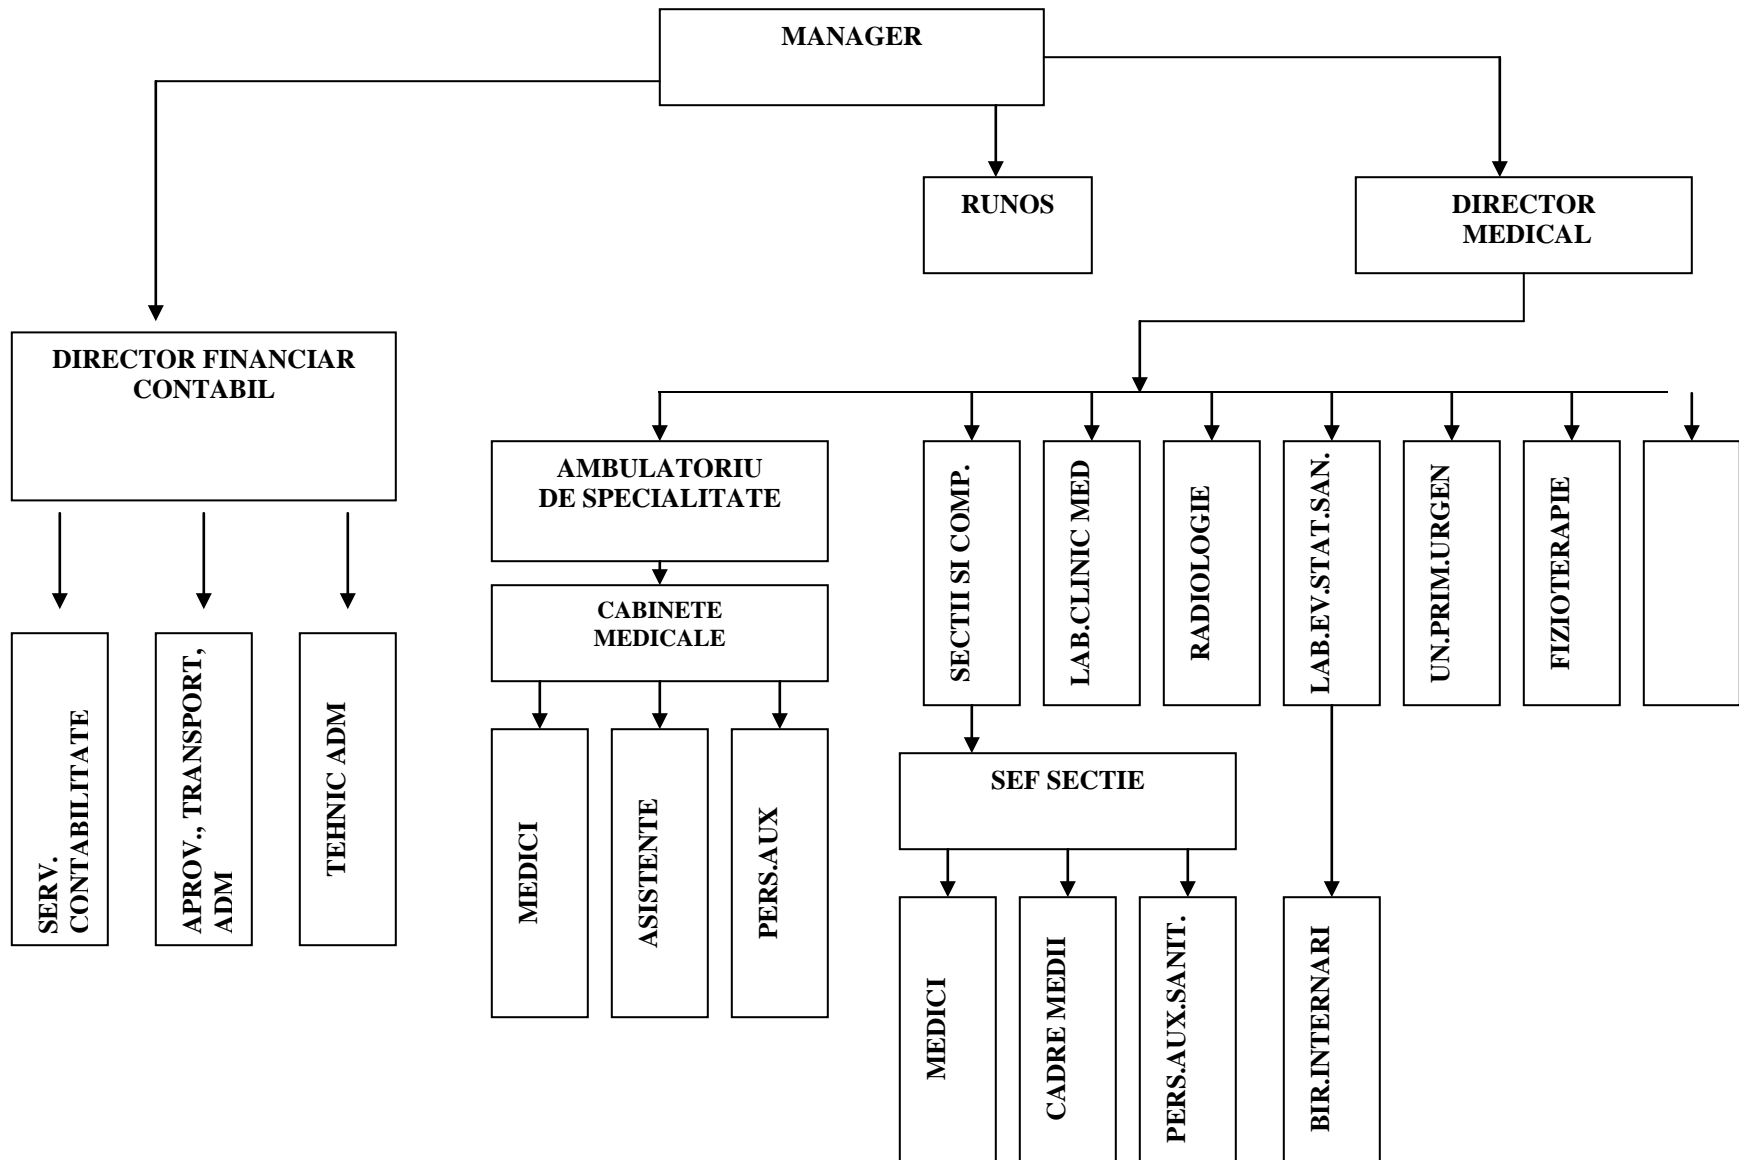 MANAGER
RUNOS
DIRECTOR
MEDICAL
DIRECTOR FINANCIAR
CONTABIL
AMBULATORIU
DE SPECIALITATE
SECTII SI COMP.
LAB.CLINIC MED
RADIOLOGIE
LAB.EV.STAT.SAN.
UN.PRIM.URGEN
FIZIOTERAPIE
CABINETE
MEDICALE
SERV.
CONTABILITATE
APROV., TRANSPORT,
ADM
TEHNIC ADM
MEDICI
ASISTENTE
PERS.AUX
SEF SECTIE
MEDICI
CADRE MEDII
PERS.AUX.SANIT.
BIR.INTERNARI